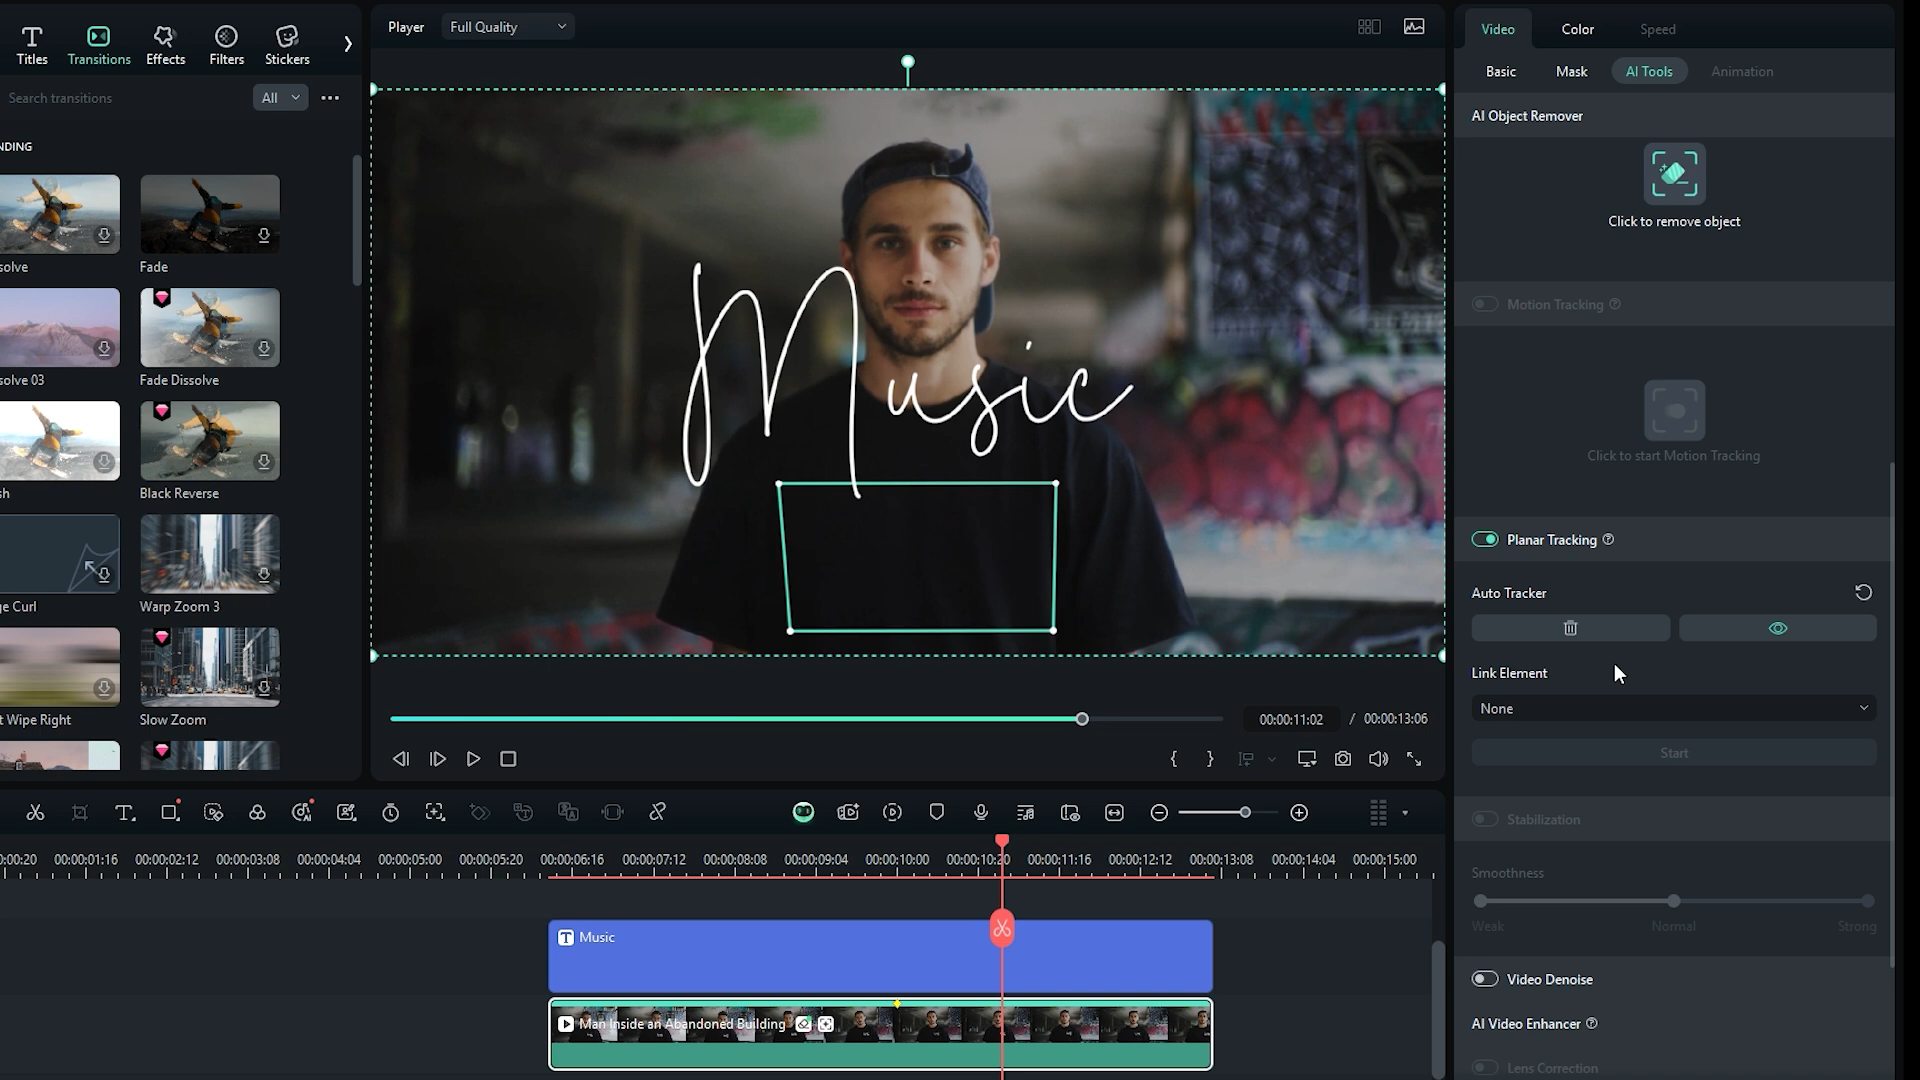 Titles
Transitions
Effects
Filters
Stickers
Search transitions
All
NDING
solve
Fade
solve 03
Fade Dissolve
sh
Black Reverse
ge Curl
Warp Zoom 3
t Wipe Right
Slow Zoom
Player
Full Quality
Music
00:00:11:02 / 00:00:13:06
Video
Color
Speed
Basic
Mask
AI Tools
Animation
AI Object Remover
Click to remove object
Motion Tracking
Click to start Motion Tracking
Planar Tracking
Auto Tracker
Link Element
None
Start
Stabilization
Smoothness
Weak
Normal
Strong
Video Denoise
AI Video Enhancer
Lens Correction
0:00:20 00:00:01:16 00:00:02:12 00:00:03:08 00:00:04:04 00:00:05:00 00:00:05:20 00:00:06:16 00:00:07:12 00:00:08:08 00:00:09:04 00:00:10:00 00:00:10:20 00:00:11:16 00:00:12:12 00:00:13:08 00:00:14:04 00:00:15:00
Music
Man Inside an Abandoned Building